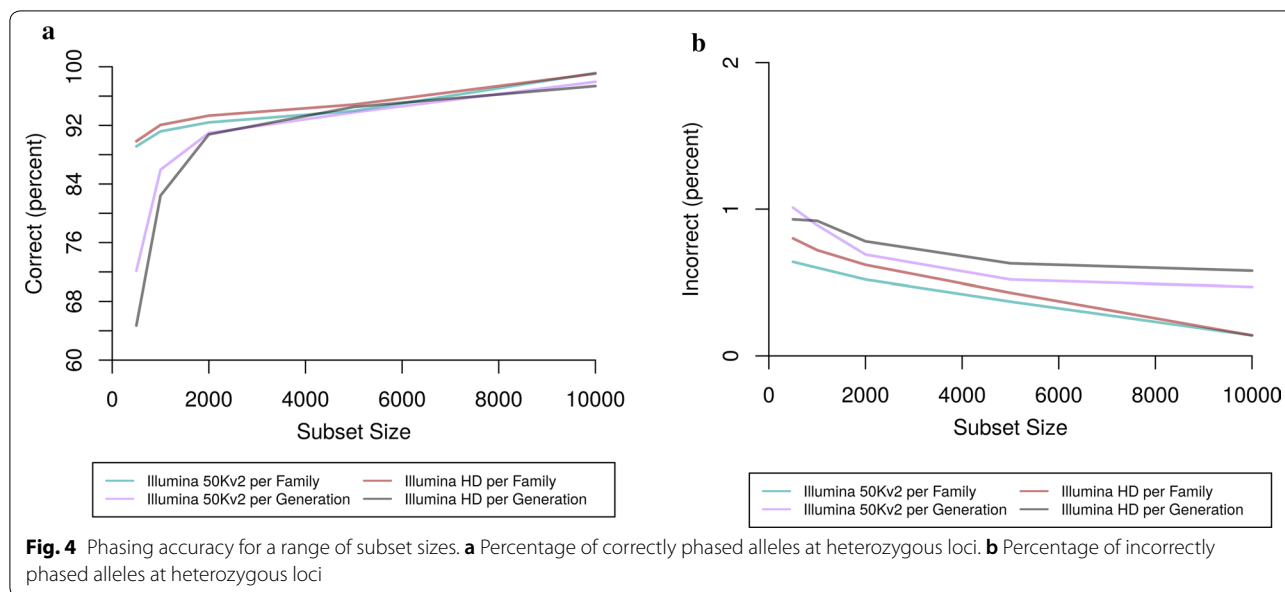 a
100
92
84
76
68
60
Correct (percent)
0 2000 4000 6000 8000 10000
Subset Size
Illumina 50Kv2 per Family Illumina HD per Family
Illumina 50Kv2 per Generation Illumina HD per Generation
b
2
1
0
Incorrect (percent)
0 2000 4000 6000 8000 10000
Subset Size
Illumina 50Kv2 per Family Illumina HD per Family
Illumina 50Kv2 per Generation Illumina HD per Generation
Fig. 4 Phasing accuracy for a range of subset sizes. a Percentage of correctly phased alleles at heterozygous loci. b Percentage of incorrectly
phased alleles at heterozygous loci